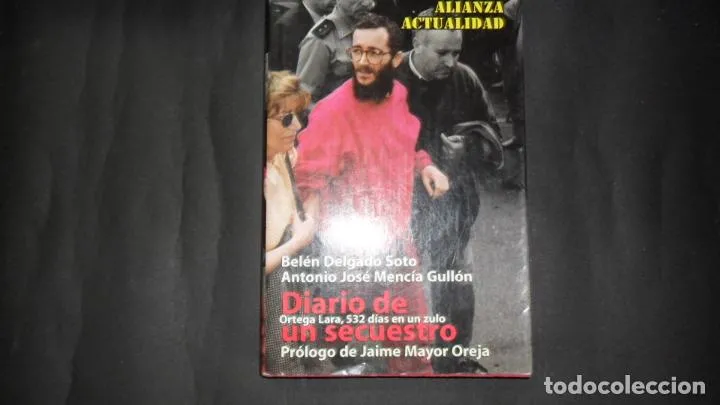 ALIANZA
ACTUALIDAD
Belén Delgado Soto
Antonio José Mencía Gullón
Diario de
Ortega Lara, 532 días en un zulo
un secuestro
Prólogo de Jaime Mayor Oreja
todocoleccion.net